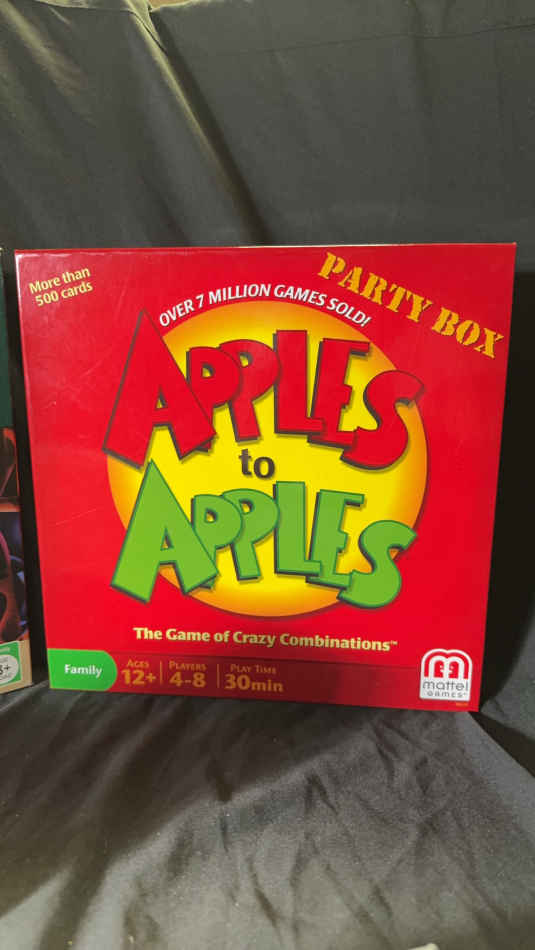 More than
500 cards
PARTY BOX
OVER 7 MILLION GAMES SOLD!
APPLES
to
APPLES
The Game of Crazy Combinations™
Family
AGES
12+
PLAYERS
4-8
PLAY TIME
30min
mattel
GAMES
3+